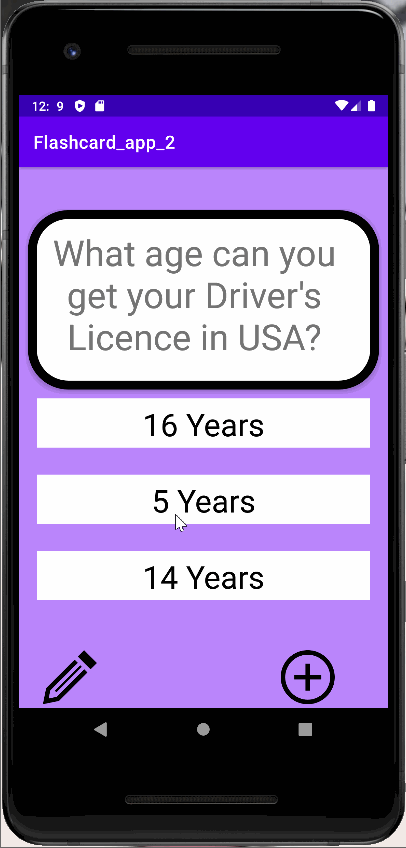 12: 9
Flashcard_app_2
What age can you
get your Driver's
Licence in USA?
16 Years
5 Years
14 Years